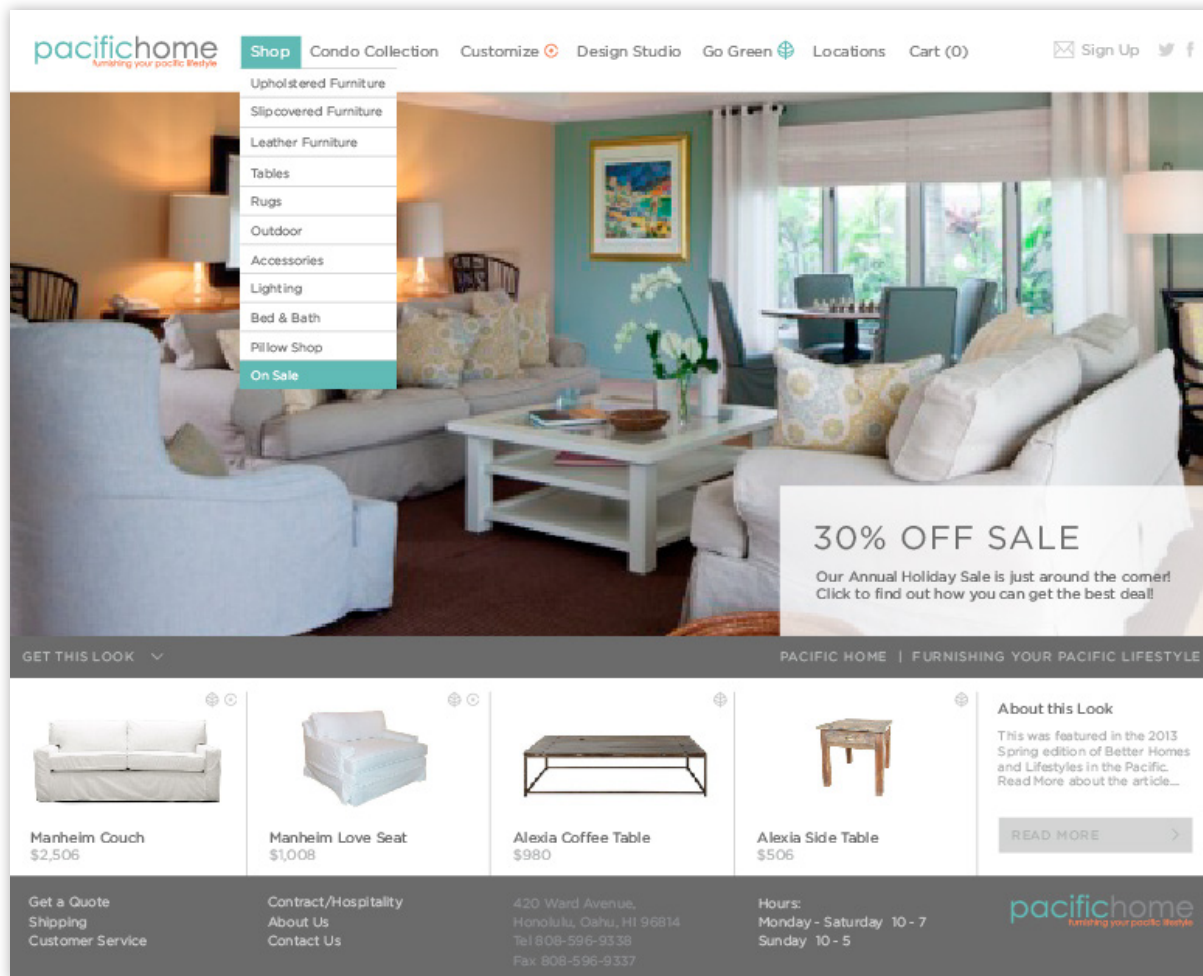 pacifichome
furnishing your pacific lifestyle
Shop
Condo Collection
Customize
Design Studio
Go Green
Locations
Cart (0)
Sign Up
Upholstered Furniture
Slipcovered Furniture
Leather Furniture
Tables
Rugs
Outdoor
Accessories
Lighting
Bed & Bath
Pillow Shop
On Sale
30% OFF SALE
Our Annual Holiday Sale is just around the corner!
Click to find out how you can get the best deal!
GET THIS LOOK
PACIFIC HOME | FURNISHING YOUR PACIFIC LIFESTYLE
Manheim Couch
$2,506
Manheim Love Seat
$1,008
Alexia Coffee Table
$980
Alexia Side Table
$506
About this Look
This was featured in the 2013
Spring edition of Better Homes
and Lifestyles in the Pacific.
Read More about the article...
READ MORE
Get a Quote
Shipping
Customer Service
Contract/Hospitality
About Us
Contact Us
420 Ward Avenue,
Honolulu, Oahu, HI 96814
Tel 808-596-9338
Fax 808-596-9337
Hours:
Monday - Saturday 10 - 7
Sunday 10 - 5
pacifichome
furnishing your pacific lifestyle